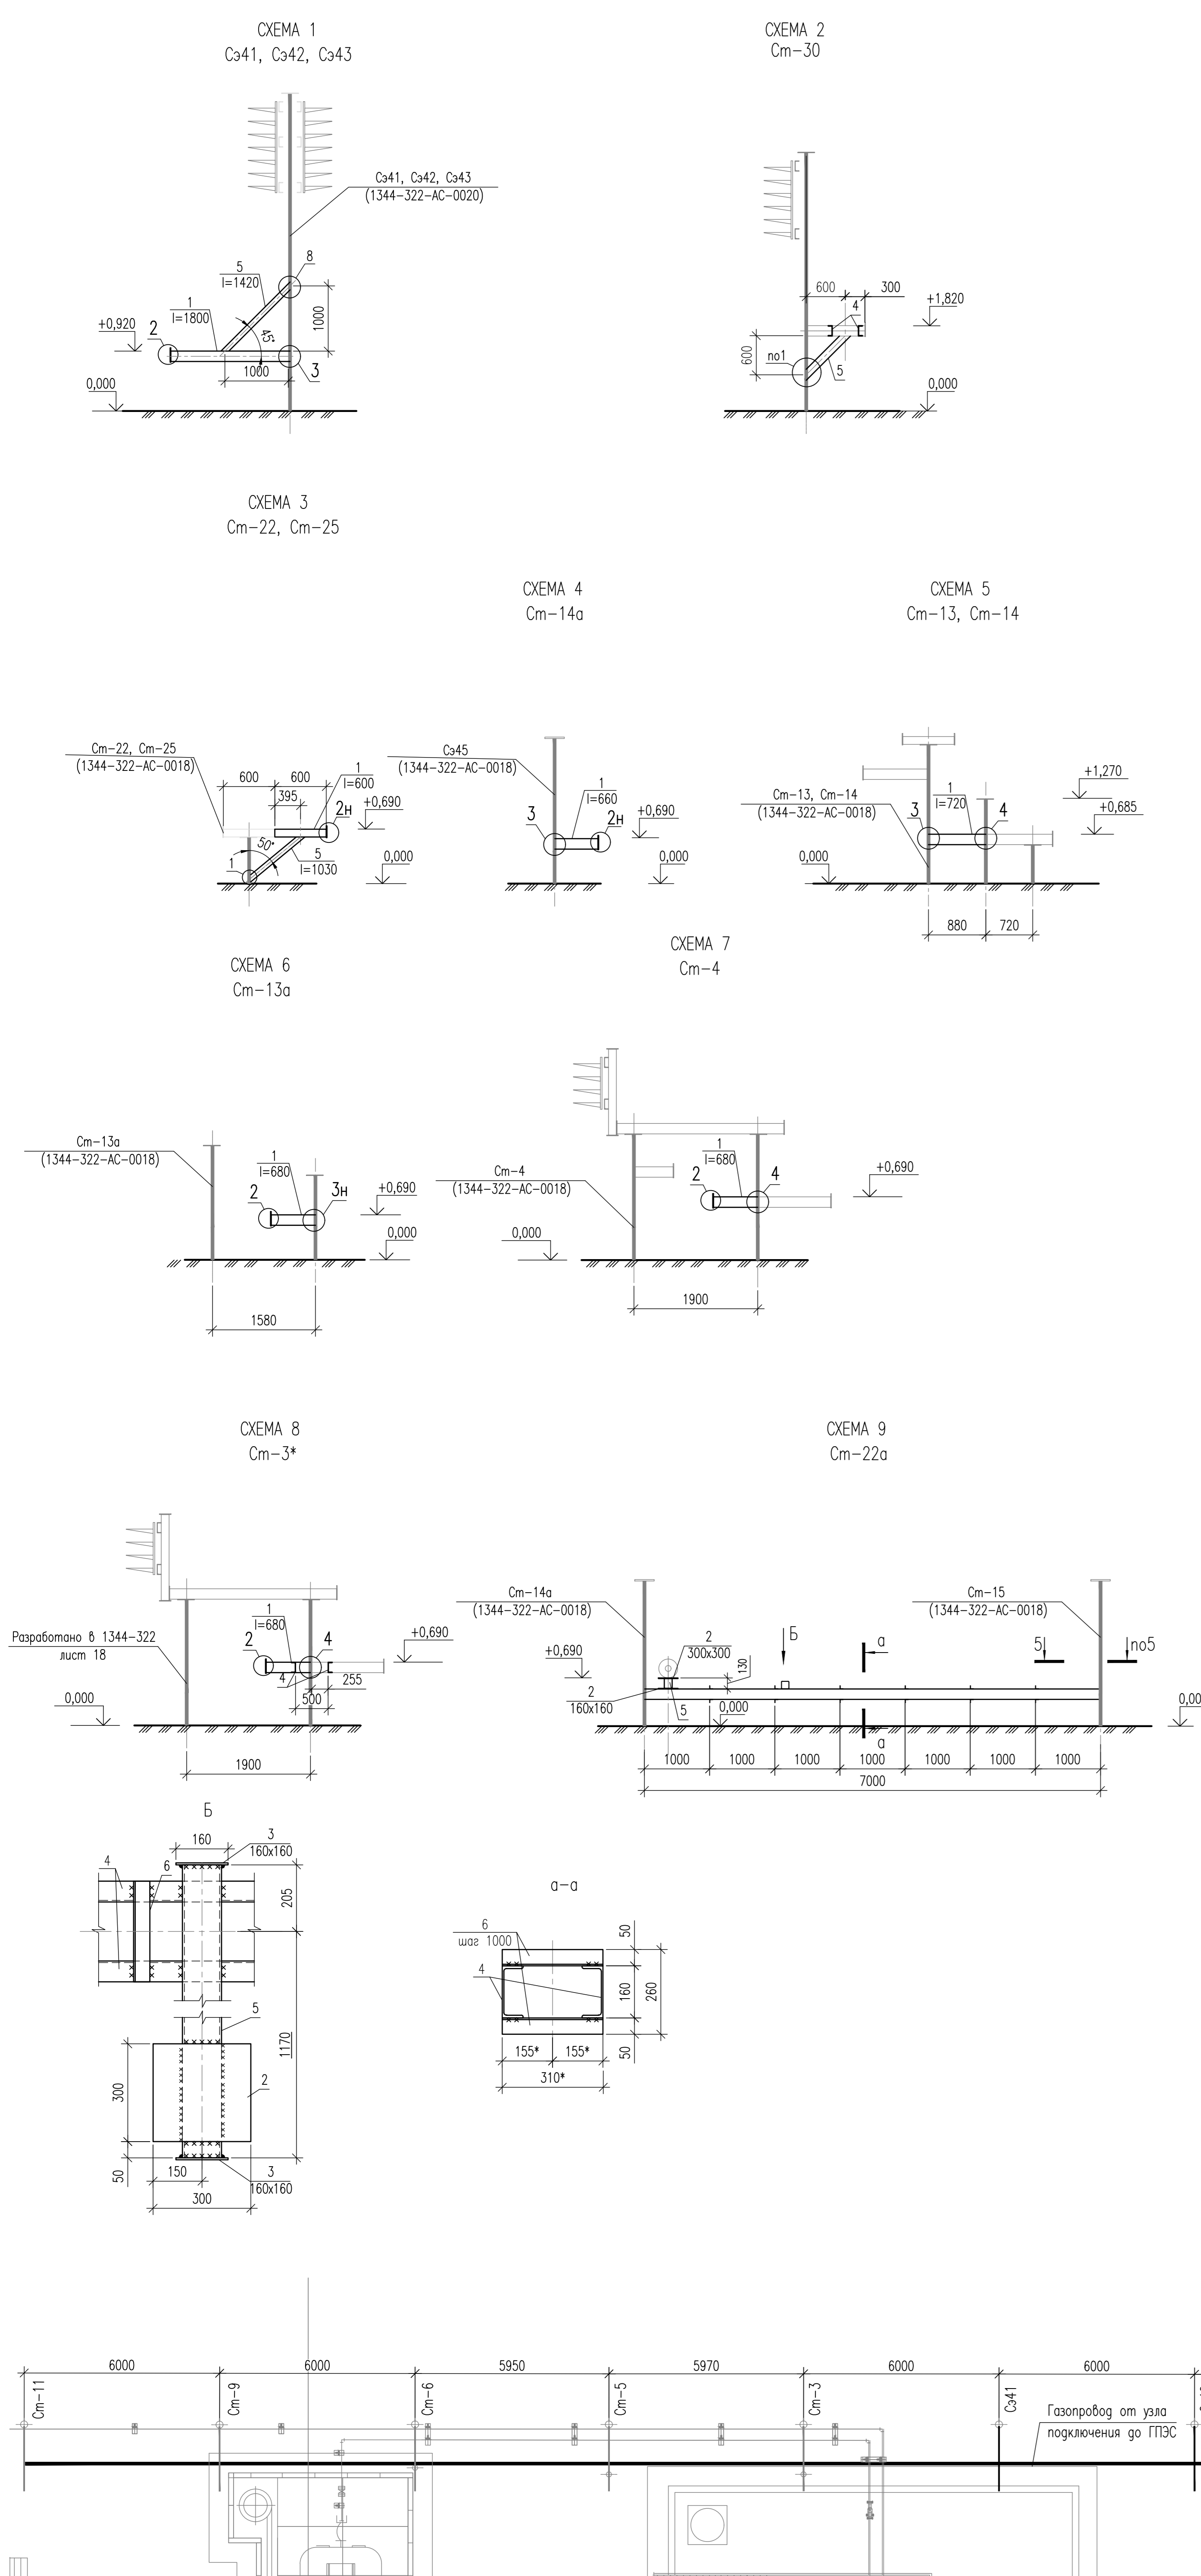 СХЕМА 1
Сэ41, Сэ42, Сэ43
Сэ41, Сэ42, Сэ43
(1344-322-АС-0020)
8
5
l=1420
1
l=1800
+0,920
2
45°
1000
3
1000
0,000
СХЕМА 2
Ст-30
600
300
4
+1,820
600
по1
5
0,000
СХЕМА 3
Ст-22, Ст-25
Ст-22, Ст-25
(1344-322-АС-0018)
600
600
395
1
l=600
2н
+0,690
50°
1
5
l=1030
0,000
СХЕМА 4
Ст-14а
Сэ45
(1344-322-АС-0018)
1
l=660
3
2н
+0,690
0,000
СХЕМА 5
Ст-13, Ст-14
Ст-13, Ст-14
(1344-322-АС-0018)
1
l=720
3
4
+1,270
+0,685
0,000
880
720
СХЕМА 6
Ст-13а
Ст-13а
(1344-322-АС-0018)
1
l=680
2
3н
+0,690
0,000
1580
СХЕМА 7
Ст-4
Ст-4
(1344-322-АС-0018)
1
l=680
2
4
+0,690
0,000
1900
СХЕМА 8
Ст-3*
Разработано в 1344-322
лист 18
1
l=680
2
4
+0,690
4
255
500
0,000
1900
СХЕМА 9
Ст-22а
Ст-14а
(1344-322-АС-0018)
Ст-15
(1344-322-АС-0018)
2
300х300
Б
а
5
по5
+0,690
130
2
160х160
5
0,000
а
1000
1000
1000
1000
1000
1000
1000
7000
Б
160
3
160х160
4
6
205
5
1170
300
2
50
150
3
160х160
300
а-а
6
шаг 1000
4
50
160
260
50
155*
155*
310*
6000
6000
5950
5970
6000
6000
Ст-11
Ст-9
Ст-6
Ст-5
Ст-3
Сэ41
Газопровод от узла
подключения до ГПЭС